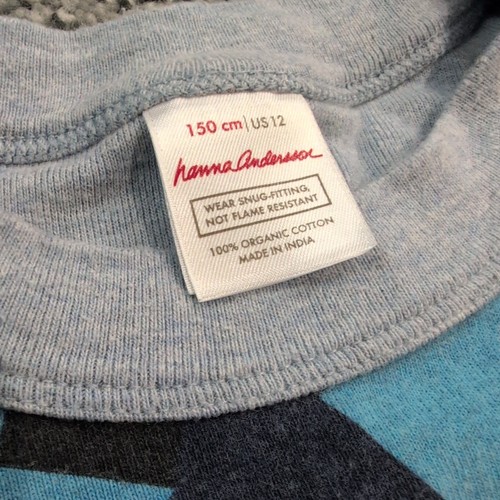 150 cm | US 12
hanna andersson
WEAR SNUG-FITTING,
NOT FLAME RESISTANT
100% ORGANIC COTTON
MADE IN INDIA